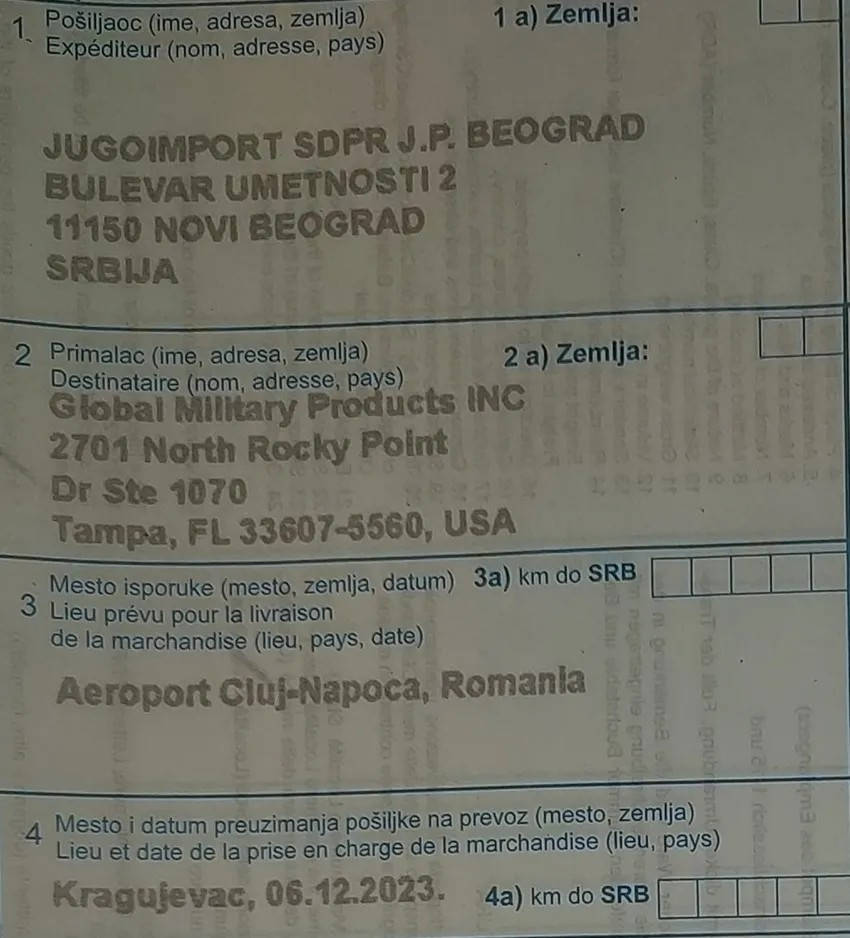 1. Pošiljaoc (ime, adresa, zemlja) 1 a) Zemlja:
Expéditeur (nom, adresse, pays)
JUGOIMPORT SDPR J.P. BEOGRAD
BULEVAR UMETNOSTI 2
11150 NOVI BEOGRAD
SRBIJA
2 Primalac (ime, adresa, zemlja) 2 a) Zemlja:
Destinataire (nom, adresse, pays)
Global Military Products INC
2701 North Rocky Point
Dr Ste 1070
Tampa, FL 33607-5560, USA
3 Mesto isporuke (mesto, zemlja, datum) 3a) km do SRB
Lieu prévu pour la livraison
de la marchandise (lieu, pays, date)
Aeroport Cluj-Napoca, Romania
4 Mesto i datum preuzimanja pošiljke na prevoz (mesto, zemlja)
Lieu et date de la prise en charge de la marchandise (lieu, pays)
Kragujevac, 06.12.2023. 4a) km do SRB